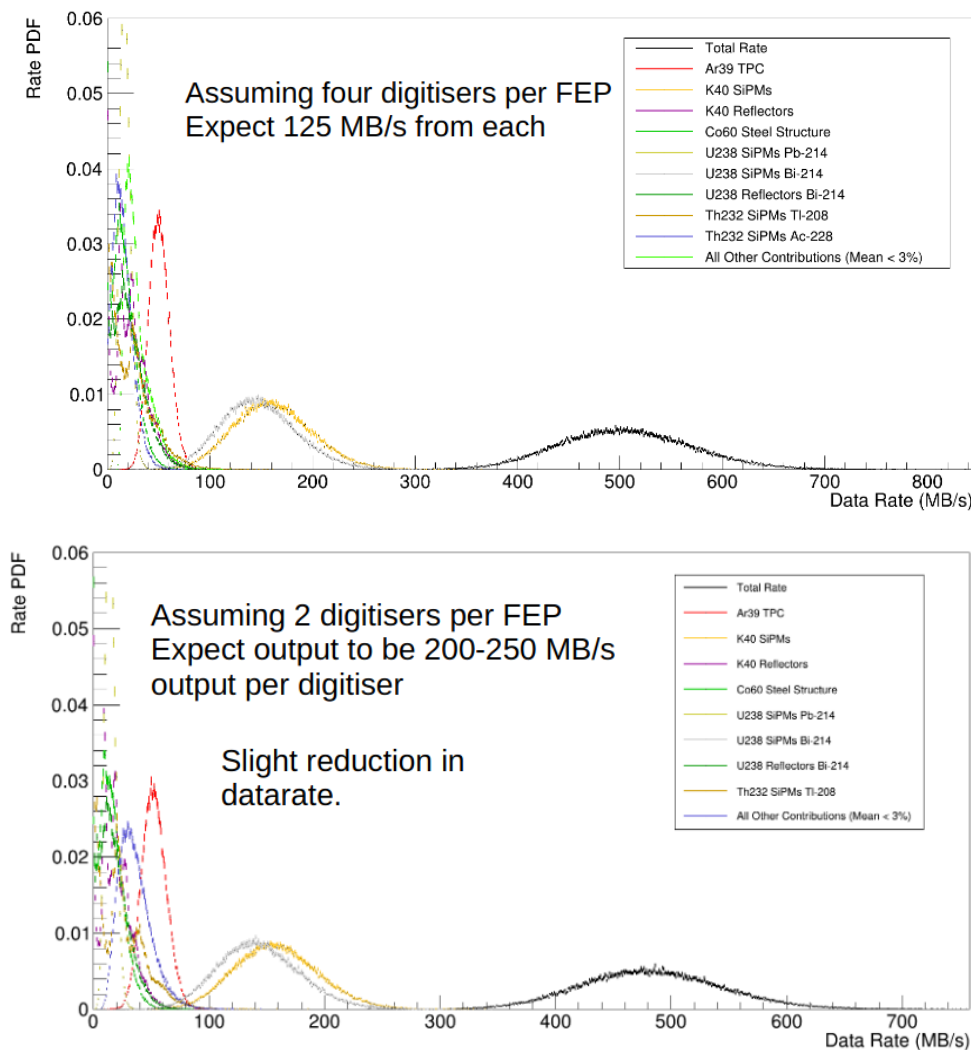 Rate PDF
0.06
0.05
0.04
0.03
0.02
0.01
0
Assuming four digitisers per FEP
Expect 125 MB/s from each
Total Rate
Ar39 TPC
K40 SiPMs
K40 Reflectors
Co60 Steel Structure
U238 SiPMs Pb-214
U238 SiPMs Bi-214
U238 Reflectors Bi-214
Th232 SiPMs Tl-208
Th232 SiPMs Ac-228
All Other Contributions (Mean < 3%)
0 100 200 300 400 500 600 700 800
Data Rate (MB/s)
Rate PDF
0.06
0.05
0.04
0.03
0.02
0.01
0
Assuming 2 digitisers per FEP
Expect output to be 200-250 MB/s
output per digitiser
Slight reduction in
datarate.
Total Rate
Ar39 TPC
K40 SiPMs
K40 Reflectors
Co60 Steel Structure
U238 SiPMs Pb-214
U238 SiPMs Bi-214
U238 Reflectors Bi-214
Th232 SiPMs Tl-208
All Other Contributions (Mean < 3%)
0 100 200 300 400 500 600 700
Data Rate (MB/s)